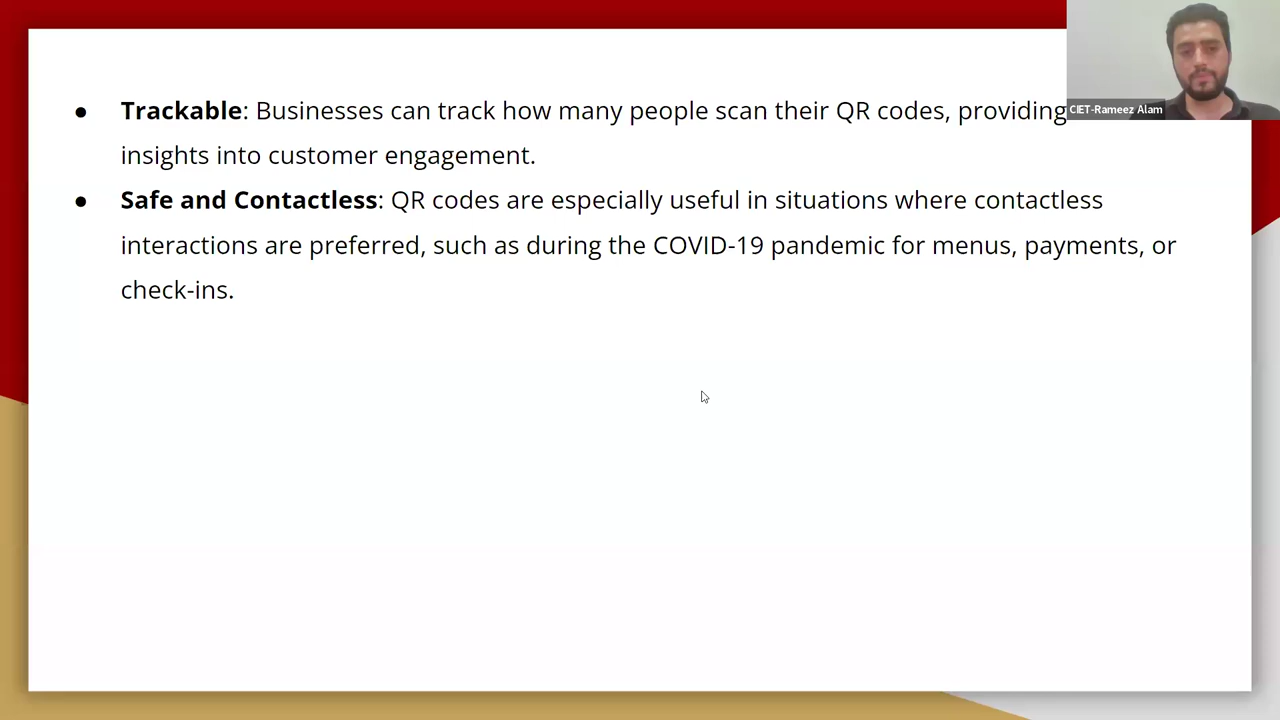 ● Trackable: Businesses can track how many people scan their QR codes, providing
insights into customer engagement.
● Safe and Contactless: QR codes are especially useful in situations where contactless
interactions are preferred, such as during the COVID-19 pandemic for menus, payments, or
check-ins.
CIET-Rameez Alam